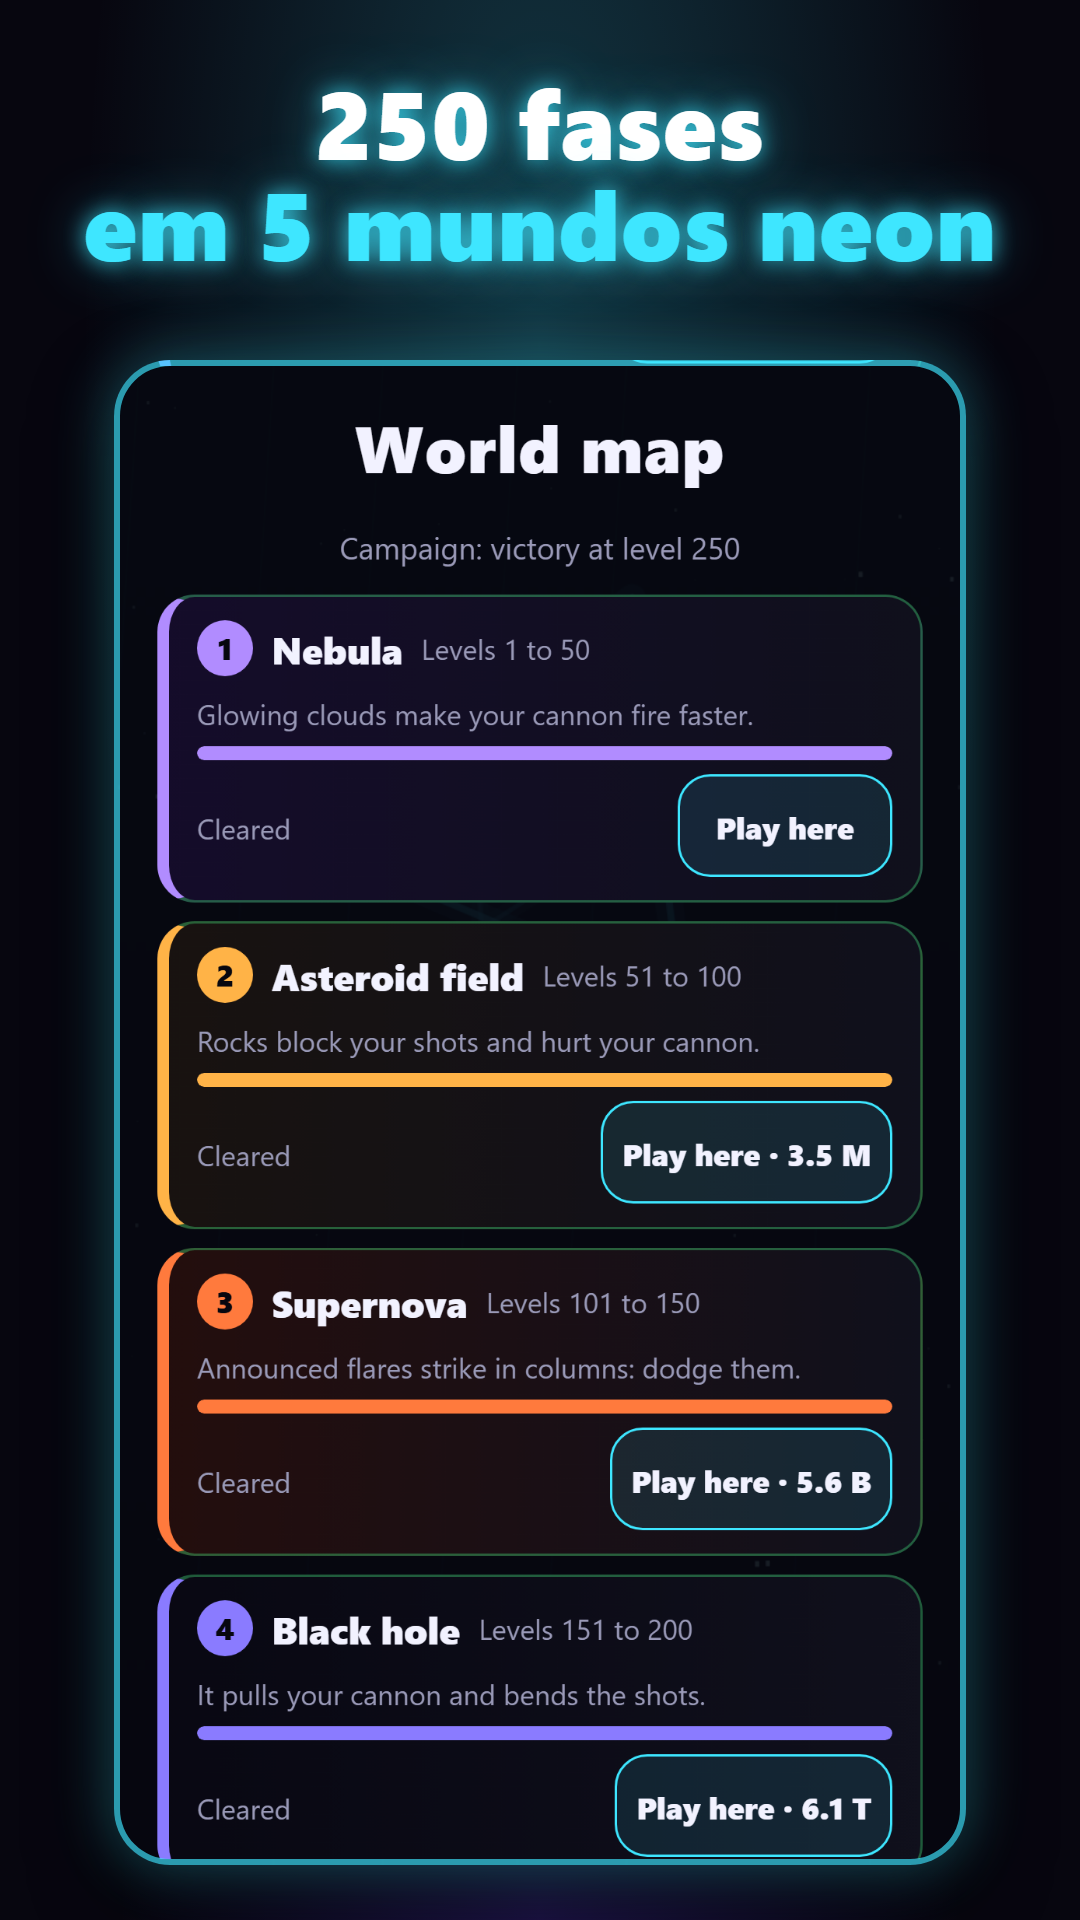 250 fases
em 5 mundos neon
World map
Campaign: victory at level 250
1 Nebula Levels 1 to 50
Glowing clouds make your cannon fire faster.
Cleared Play here
2 Asteroid field Levels 51 to 100
Rocks block your shots and hurt your cannon.
Cleared Play here · 3.5 M
3 Supernova Levels 101 to 150
Announced flares strike in columns: dodge them.
Cleared Play here · 5.6 B
4 Black hole Levels 151 to 200
It pulls your cannon and bends the shots.
Cleared Play here · 6.1 T